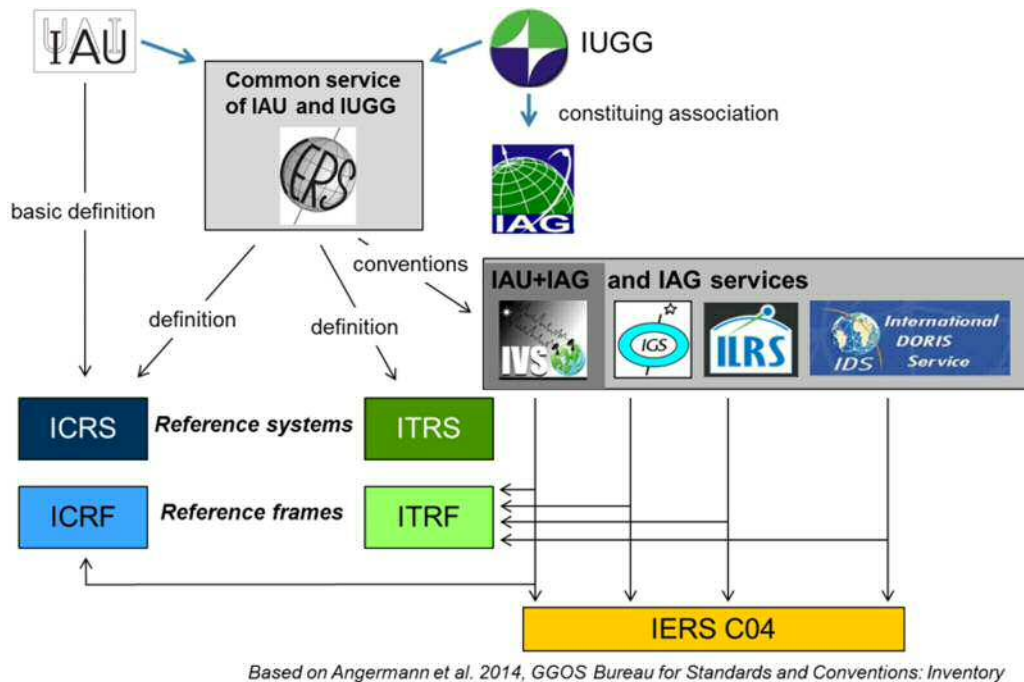 IAU
IUGG
Common service
of IAU and IUGG
IERS
constituing association
IAG
basic definition
conventions
definition
definition
IAU+IAG and IAG services
IVS
IGS
ILRS
International
DORIS
Service
IDS
ICRS
Reference systems
ITRS
ICRF
Reference frames
ITRF
IERS C04
Based on Angermann et al. 2014, GGOS Bureau for Standards and Conventions: Inventory